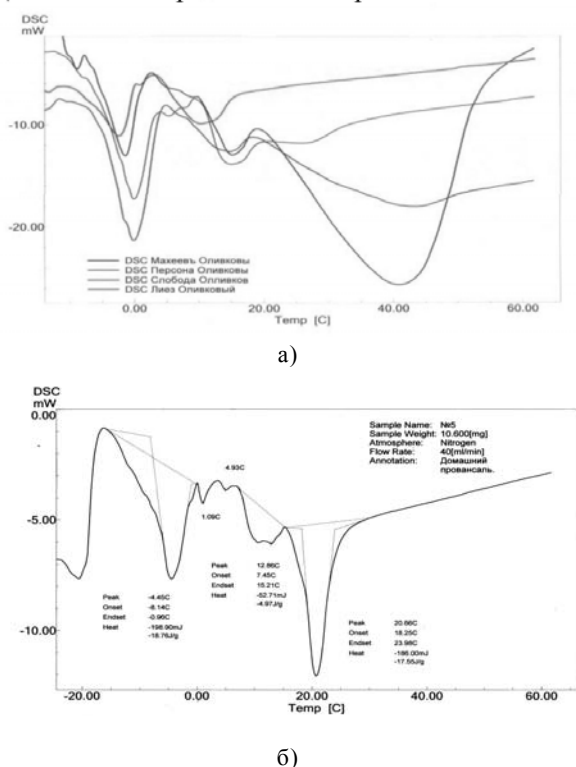 DSC
mW
-10.00
-20.00
DSC Махеевъ Оливковы
DSC Персона Оливковы
DSC Слобода Олливков
DSC Лиез Оливковый
0.00 20.00 40.00 60.00
Temp [C]
а)
DSC
mW
0.00
-5.00
-10.00
Sample Name: №5
Sample Weight: 10.600[mg]
Atmosphere: Nitrogen
Flow Rate: 40[ml/min]
Annotation: Домашний
провансаль.
4.93C
1.09C
Peak -4.45C
Onset -8.14C
Endset -0.96C
Heat -198.90mJ
-18.76J/g
Peak 12.86C
Onset 7.45C
Endset 15.21C
Heat -52.71mJ
-4.97J/g
Peak 20.66C
Onset 18.25C
Endset 23.98C
Heat -186.00mJ
-17.55J/g
-20.00 0.00 20.00 40.00 60.00
Temp [C]
б)